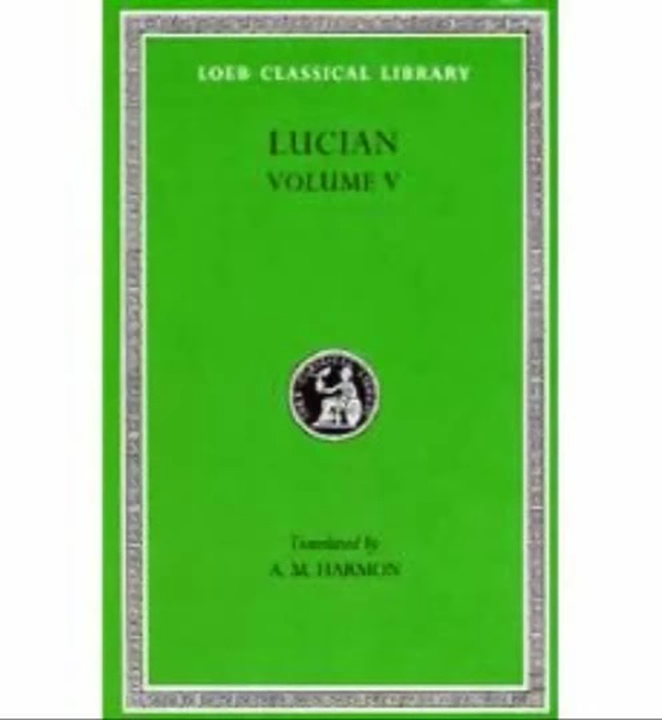 LOEB CLASSICAL LIBRARY
LUCIAN
VOLUME V
Translated by
A. M. HARMON